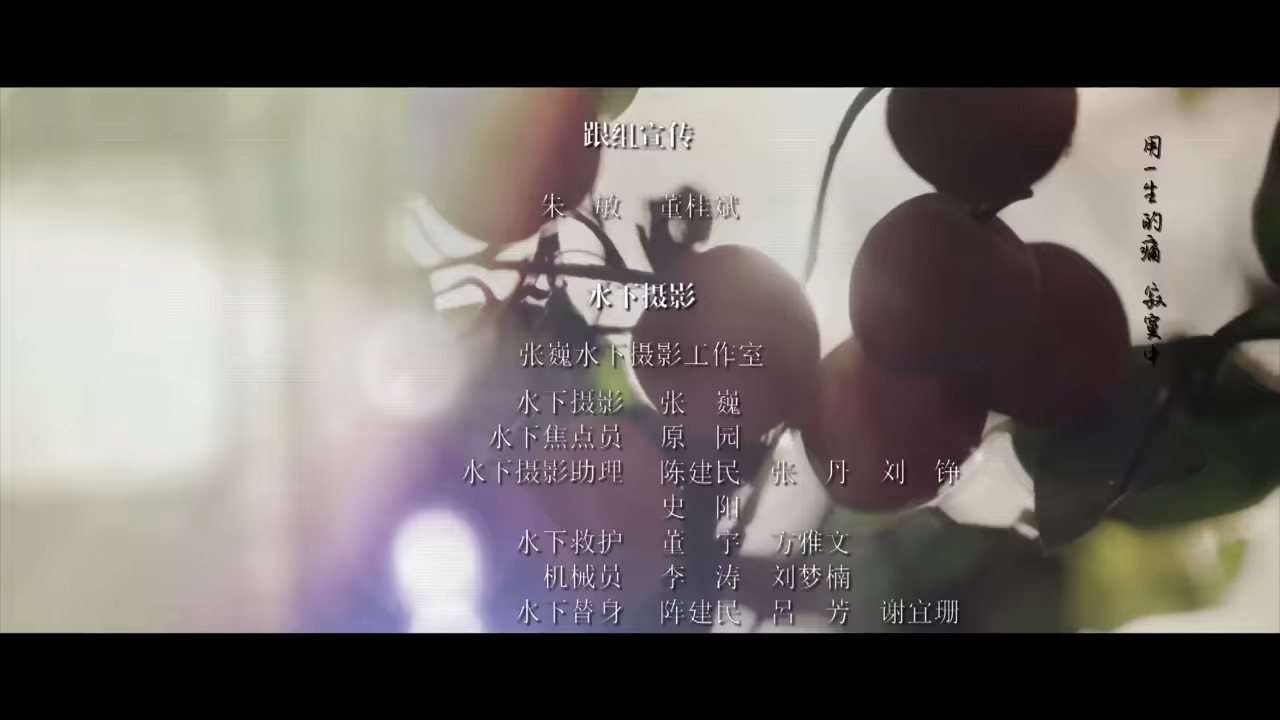 跟组宣传
朱 敏 董桂斌
水下摄影
张巍水下摄影工作室
水下摄影 张 巍
水下焦点员 原 园
水下摄影助理 陈建民 张 丹 刘 铮
史 阳
水下救护 董 宇 方雅文
机械员 李 涛 刘梦楠
水下替身 陈建民 吕 芳 谢宜珊
用一生的痛 寂寞中